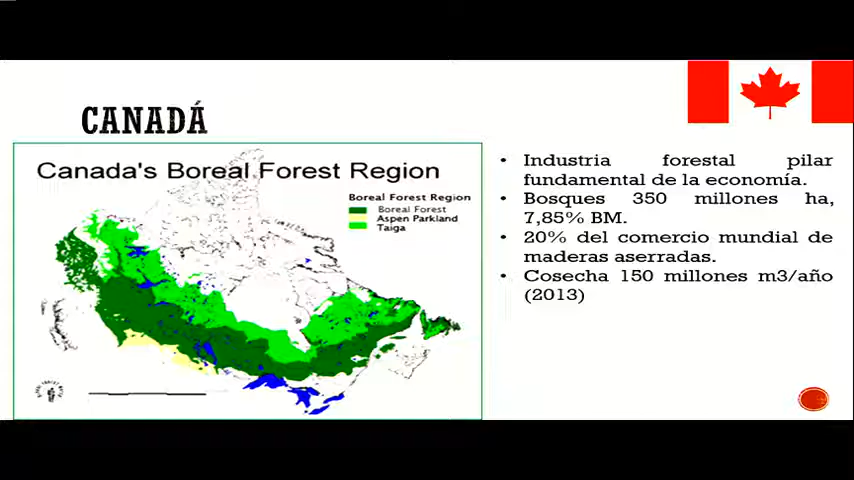 CANADÁ
Canada's Boreal Forest Region
Boreal Forest Region
Boreal Forest
Aspen Parkland
Taiga
• Industria forestal pilar
fundamental de la economía.
• Bosques 350 millones ha,
7,85% BM.
• 20% del comercio mundial de
maderas aserradas.
• Cosecha 150 millones m3/año
(2013)